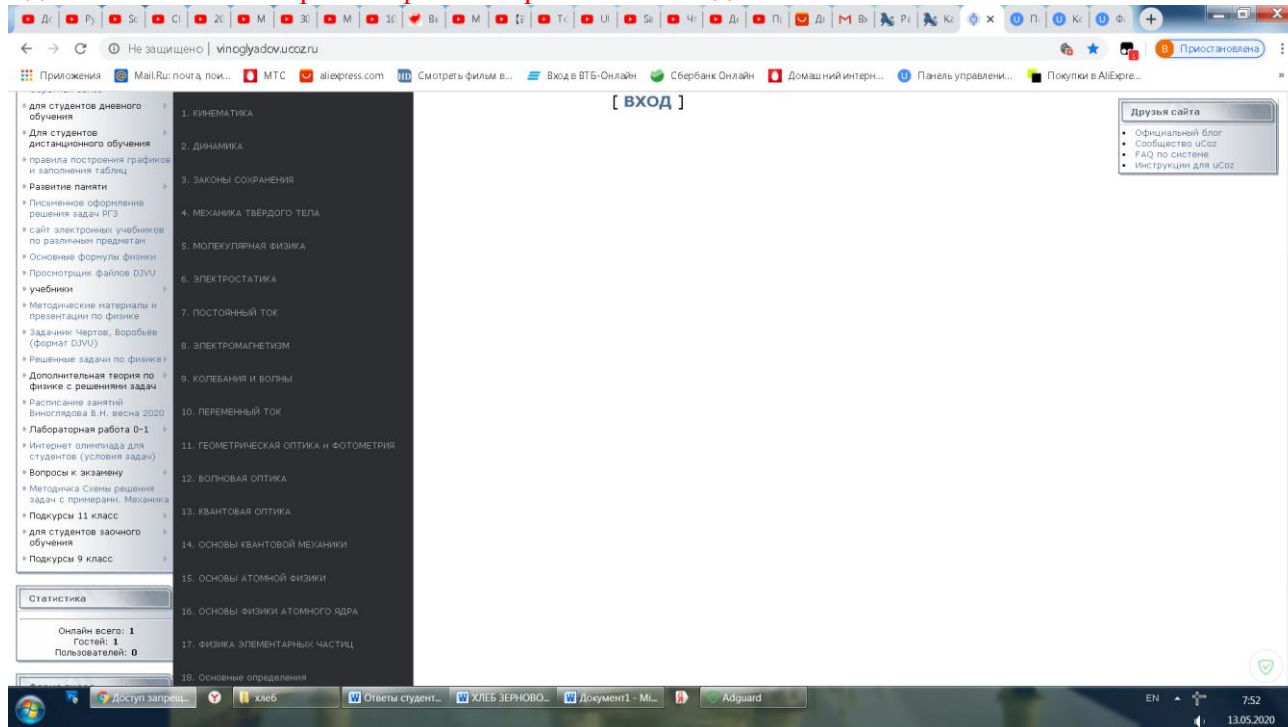 Не защищено | vinoglyadov.ucoz.ru
Приостановлена
Приложения
Mail.Ru: почта, пои...
МТС
aliexpress.com
Смотреть фильм в...
Вход в ВТБ-Онлайн
Сбербанк Онлайн
Домашний интерн...
Панель управлени...
Покупки в AliExpre...
»
для студентов дневного
обучения
Для студентов
дистанционного обучения
правила построения графиков
и заполнения таблиц
Развитие памяти
Письменное оформление
решения задач РГЗ
сайт электронных учебников
по различным предметам
Основные формулы физики
Просмотрщик файлов DJVU
учебники
Методические материалы и
презентации по физике
Задачник Чертов, Воробьёв
(формат DJVU)
Решенные задачи по физике
Дополнительная теория по
физике с решениями задач
Расписание занятий
Виноглядова В.Н. весна 2020
Лабораторная работа 0-1
Интернет олимпиада для
студентов (условия задач)
Вопросы к экзамену
Методичка Схемы решения
задач с примерами. Механика
Подкурсы 11 класс
для студентов заочного
обучения
Подкурсы 9 класс
Статистика
Онлайн всего: 1
Гостей: 1
Пользователей: 0
1. КИНЕМАТИКА
2. ДИНАМИКА
3. ЗАКОНЫ СОХРАНЕНИЯ
4. МЕХАНИКА ТВЁРДОГО ТЕЛА
5. МОЛЕКУЛЯРНАЯ ФИЗИКА
6. ЭЛЕКТРОСТАТИКА
7. ПОСТОЯННЫЙ ТОК
8. ЭЛЕКТРОМАГНЕТИЗМ
9. КОЛЕБАНИЯ И ВОЛНЫ
10. ПЕРЕМЕННЫЙ ТОК
11. ГЕОМЕТРИЧЕСКАЯ ОПТИКА и ФОТОМЕТРИЯ
12. ВОЛНОВАЯ ОПТИКА
13. КВАНТОВАЯ ОПТИКА
14. ОСНОВЫ КВАНТОВОЙ МЕХАНИКИ
15. ОСНОВЫ АТОМНОЙ ФИЗИКИ
16. ОСНОВЫ ФИЗИКИ АТОМНОГО ЯДРА
17. ФИЗИКА ЭЛЕМЕНТАРНЫХ ЧАСТИЦ
18. Основные определения
[ ВХОД ]
Друзья сайта
Официальный блог
Сообщество uCoz
FAQ по системе
Инструкции для uCoz
Доступ запрещ...
хлеб
Ответы студент...
ХЛЕБ ЗЕРНОВО...
Документ1 - Mi...
Adguard
EN
7:52
13.05.2020